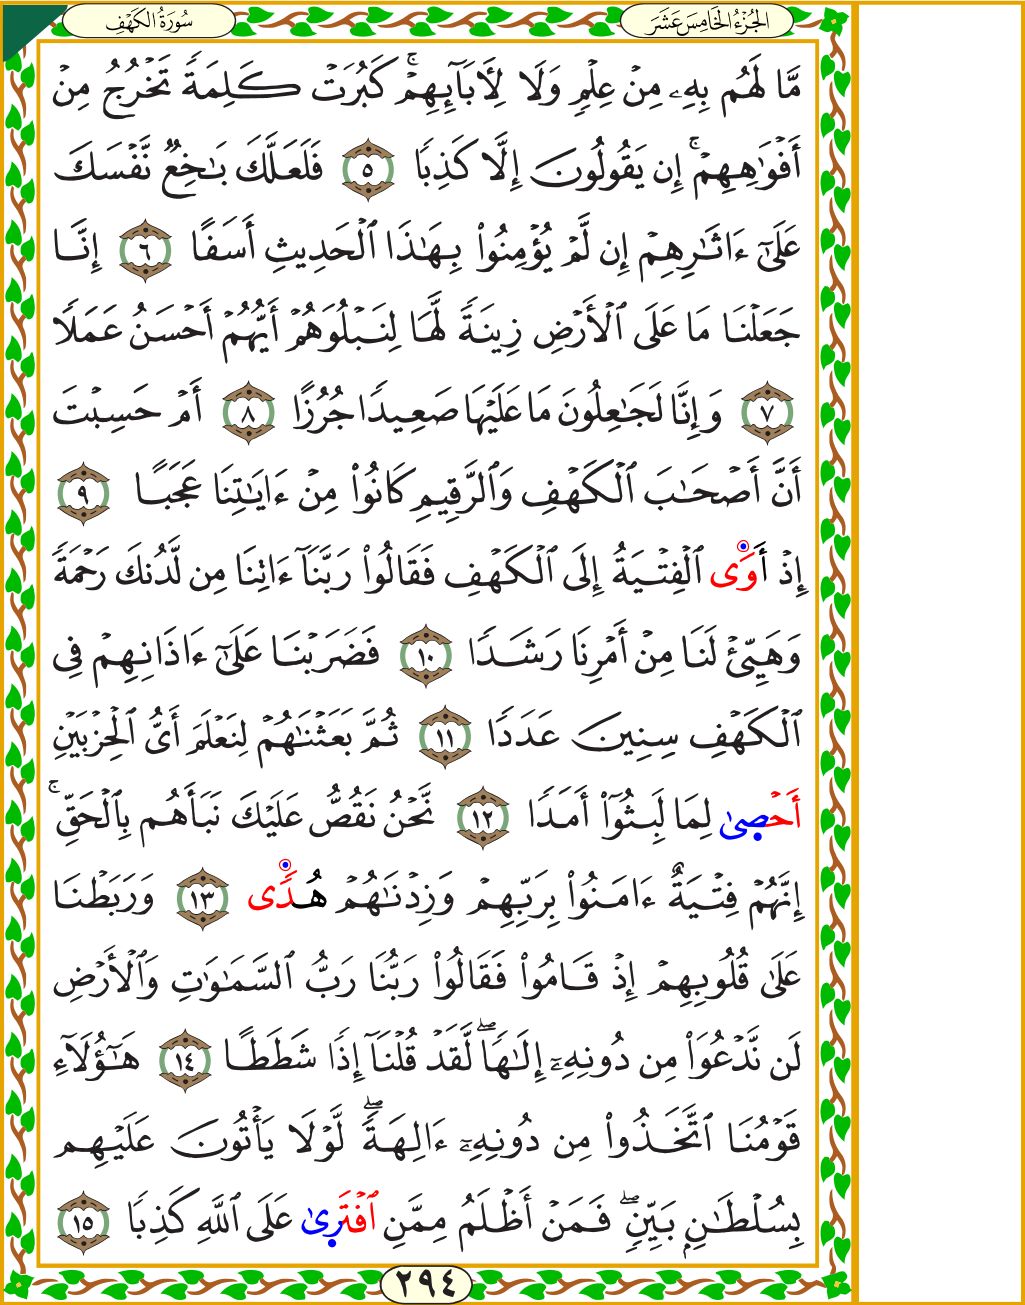 سُورَةُ الكَهۡفِ
الجُزۡءُ الخَامِسَ عَشَرَ
مَّا لَهُم بِهِۦ مِنۡ عِلۡمٖ وَلَا لِأٓبَآئِهِمۡۚ كَبُرَتۡ كَلِمَةٗ تَخۡرُجُ مِنۡ
أَفۡوَٰهِهِمۡۚ إِن يَقُولُونَ إِلَّا كَذِبٗا ٥ فَلَعَلَّكَ بَٰخِعٞ نَّفۡسَكَ
عَلَىٰٓ ءَاثَٰرِهِمۡ إِن لَّمۡ يُؤۡمِنُواْ بِهَٰذَا ٱلۡحَدِيثِ أَسَفًا ٦ إِنَّا
جَعَلۡنَا مَا عَلَى ٱلۡأَرۡضِ زِينَةٗ لَّهَا لِنَبۡلُوَهُمۡ أَيُّهُمۡ أَحۡسَنُ عَمَلٗا
٧ وَإِنَّا لَجَٰعِلُونَ مَا عَلَيۡهَا صَعِيدٗا جُرُزًا ٨ أَمۡ حَسِبۡتَ
أَنَّ أَصۡحَٰبَ ٱلۡكَهۡفِ وَٱلرَّقِيمِ كَانُواْ مِنۡ ءَايَٰتِنَا عَجَبًا ٩
إِذۡ أَوَى ٱلۡفِتۡيَةُ إِلَى ٱلۡكَهۡفِ فَقَالُواْ رَبَّنَآ ءَاتِنَا مِن لَّدُنكَ رَحۡمَةٗ
وَهَيِّئۡ لَنَا مِنۡ أَمۡرِنَا رَشَدٗا ١٠ فَضَرَبۡنَا عَلَىٰٓ ءَاذَانِهِمۡ فِي
ٱلۡكَهۡفِ سِنِينَ عَدَدٗا ١١ ثُمَّ بَعَثۡنَٰهُمۡ لِنَعۡلَمَ أَيُّ ٱلۡحِزۡبَيۡنِ
أَحۡصِىٰ لِمَا لَبِثُوٓاْ أَمَدٗا ١٢ نَّحۡنُ نَقُصُّ عَلَيۡكَ نَبَأَهُم بِٱلۡحَقِّۚ
إِنَّهُمۡ فِتۡيَةٌ ءَامَنُواْ بِرَبِّهِمۡ وَزِدۡنَٰهُمۡ هُدٗى ١٣ وَرَبَطۡنَا
عَلَىٰ قُلُوبِهِمۡ إِذۡ قَامُواْ فَقَالُواْ رَبُّنَا رَبُّ ٱلسَّمَٰوَٰتِ وَٱلۡأَرۡضِ
لَن نَّدۡعُوَاْ مِن دُونِهِۦٓ إِلَٰهٗاۖ لَّقَدۡ قُلۡنَآ إِذٗا شَطَطًا ١٤ هَٰٓؤُلَآءِ
قَوۡمُنَا ٱتَّخَذُواْ مِن دُونِهِۦٓ ءَالِهَةٗۖ لَّوۡلَا يَأۡتُونَ عَلَيۡهِم
بِسُلۡطَٰنِۭ بَيِّنٖۖ فَمَنۡ أَظۡلَمُ مِمَّنِ ٱفۡتَرِىٰ عَلَى ٱللَّهِ كَذِبٗا ١٥
٢٩٤